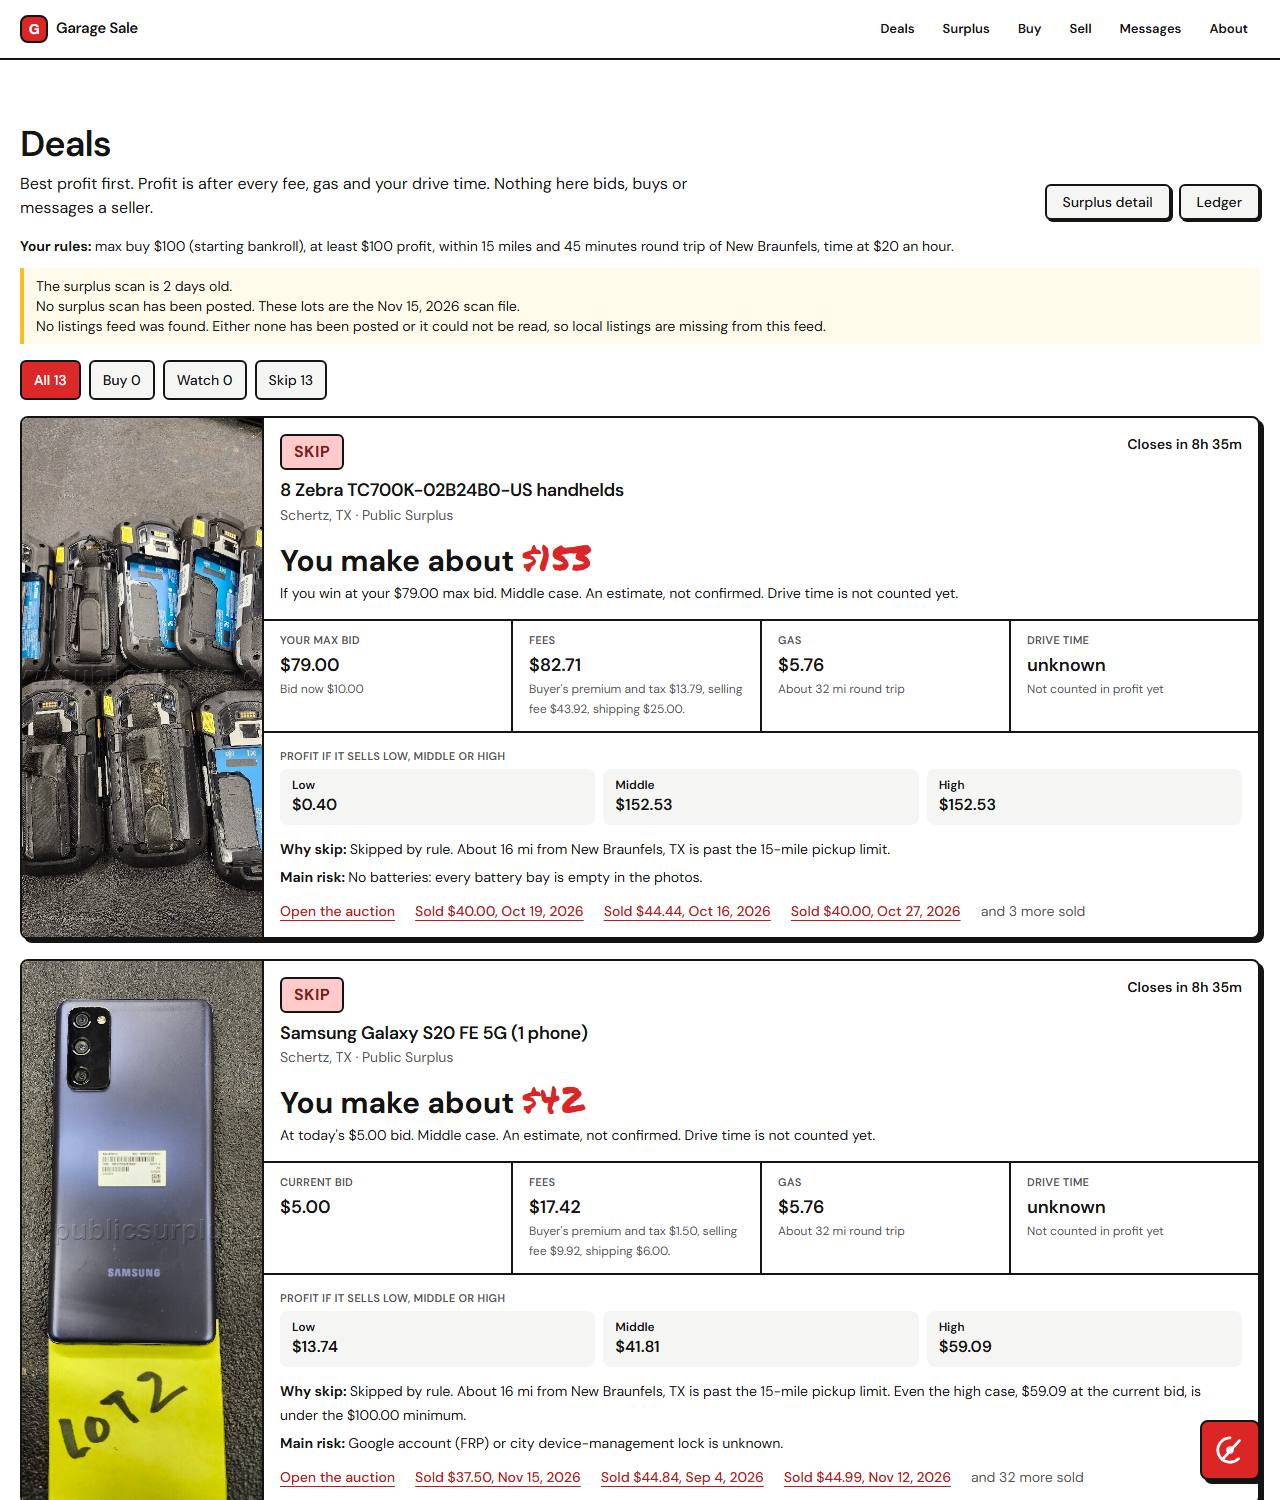 G Garage Sale
Deals Surplus Buy Sell Messages About
Deals
Best profit first. Profit is after every fee, gas and your drive time. Nothing here bids, buys or
messages a seller.
Surplus detail Ledger
Your rules: max buy $100 (starting bankroll), at least $100 profit, within 15 miles and 45 minutes round trip of New Braunfels, time at $20 an hour.
The surplus scan is 2 days old.
No surplus scan has been posted. These lots are the Nov 15, 2026 scan file.
No listings feed was found. Either none has been posted or it could not be read, so local listings are missing from this feed.
All 13 Buy 0 Watch 0 Skip 13
SKIP
Closes in 8h 35m
8 Zebra TC700K-02B24B0-US handhelds
Schertz, TX · Public Surplus
You make about $153
If you win at your $79.00 max bid. Middle case. An estimate, not confirmed. Drive time is not counted yet.
YOUR MAX BID
$79.00
Bid now $10.00
FEES
$82.71
Buyer's premium and tax $13.79, selling
fee $43.92, shipping $25.00.
GAS
$5.76
About 32 mi round trip
DRIVE TIME
unknown
Not counted in profit yet
PROFIT IF IT SELLS LOW, MIDDLE OR HIGH
Low
$0.40
Middle
$152.53
High
$152.53
Why skip: Skipped by rule. About 16 mi from New Braunfels, TX is past the 15-mile pickup limit.
Main risk: No batteries: every battery bay is empty in the photos.
Open the auction Sold $40.00, Oct 19, 2026 Sold $44.44, Oct 16, 2026 Sold $40.00, Oct 27, 2026 and 3 more sold
publicsurpl
SAMSUNG
LOT 2
SKIP
Closes in 8h 35m
Samsung Galaxy S20 FE 5G (1 phone)
Schertz, TX · Public Surplus
You make about $42
At today's $5.00 bid. Middle case. An estimate, not confirmed. Drive time is not counted yet.
CURRENT BID
$5.00
FEES
$17.42
Buyer's premium and tax $1.50, selling
fee $9.92, shipping $6.00.
GAS
$5.76
About 32 mi round trip
DRIVE TIME
unknown
Not counted in profit yet
PROFIT IF IT SELLS LOW, MIDDLE OR HIGH
Low
$13.74
Middle
$41.81
High
$59.09
Why skip: Skipped by rule. About 16 mi from New Braunfels, TX is past the 15-mile pickup limit. Even the high case, $59.09 at the current bid, is
under the $100.00 minimum.
Main risk: Google account (FRP) or city device-management lock is unknown.
Open the auction Sold $37.50, Nov 15, 2026 Sold $44.84, Sep 4, 2026 Sold $44.99, Nov 12, 2026 and 32 more sold